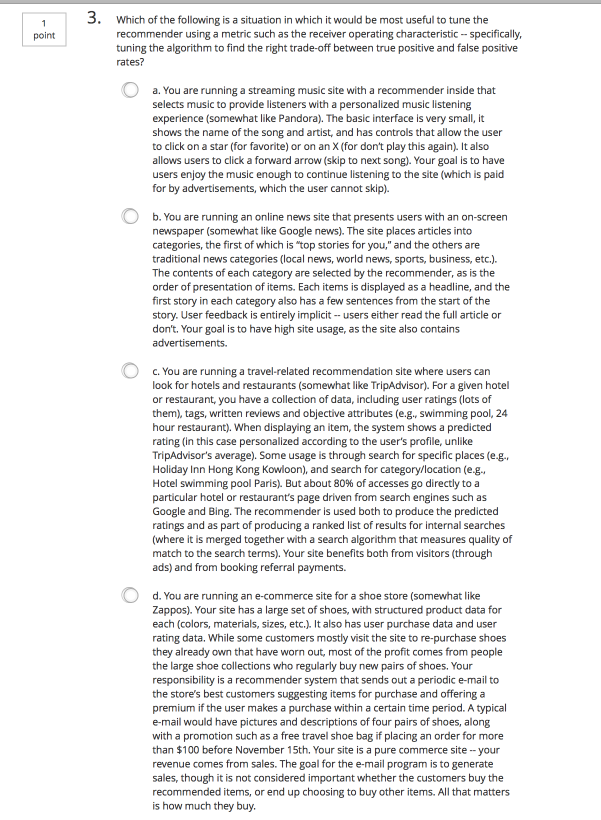 1
point
3. Which of the following is a situation in which it would be most useful to tune the
recommender using a metric such as the receiver operating characteristic -- specifically,
tuning the algorithm to find the right trade-off between true positive and false positive
rates?
a. You are running a streaming music site with a recommender inside that
selects music to provide listeners with a personalized music listening
experience (somewhat like Pandora). The basic interface is very small, it
shows the name of the song and artist, and has controls that allow the user
to click on a star (for favorite) or on an X (for don't play this again). It also
allows users to click a forward arrow (skip to next song). Your goal is to have
users enjoy the music enough to continue listening to the site (which is paid
for by advertisements, which the user cannot skip).
b. You are running an online news site that presents users with an on-screen
newspaper (somewhat like Google news). The site places articles into
categories, the first of which is "top stories for you," and the others are
traditional news categories (local news, world news, sports, business, etc.).
The contents of each category are selected by the recommender, as is the
order of presentation of items. Each items is displayed as a headline, and the
first story in each category also has a few sentences from the start of the
story. User feedback is entirely implicit -- users either read the full article or
don't. Your goal is to have high site usage, as the site also contains
advertisements.
c. You are running a travel-related recommendation site where users can
look for hotels and restaurants (somewhat like TripAdvisor). For a given hotel
or restaurant, you have a collection of data, including user ratings (lots of
them), tags, written reviews and objective attributes (e.g., swimming pool, 24
hour restaurant). When displaying an item, the system shows a predicted
rating (in this case personalized according to the user's profile, unlike
TripAdvisor's average). Some usage is through search for specific places (e.g.,
Holiday Inn Hong Kong Kowloon), and search for category/location (e.g.,
Hotel swimming pool Paris). But about 80% of accesses go directly to a
particular hotel or restaurant's page driven from search engines such as
Google and Bing. The recommender is used both to produce the predicted
ratings and as part of producing a ranked list of results for internal searches
(where it is merged together with a search algorithm that measures quality of
match to the search terms). Your site benefits both from visitors (through
ads) and from booking referral payments.
d. You are running an e-commerce site for a shoe store (somewhat like
Zappos). Your site has a large set of shoes, with structured product data for
each (colors, materials, sizes, etc.). It also has user purchase data and user
rating data. While some customers mostly visit the site to re-purchase shoes
they already own that have worn out, most of the profit comes from people
the large shoe collections who regularly buy new pairs of shoes. Your
responsibility is a recommender system that sends out a periodic e-mail to
the store's best customers suggesting items for purchase and offering a
premium if the user makes a purchase within a certain time period. A typical
e-mail would have pictures and descriptions of four pairs of shoes, along
with a promotion such as a free travel shoe bag if placing an order for more
than $100 before November 15th. Your site is a pure commerce site -- your
revenue comes from sales. The goal for the e-mail program is to generate
sales, though it is not considered important whether the customers buy the
recommended items, or end up choosing to buy other items. All that matters
is how much they buy.